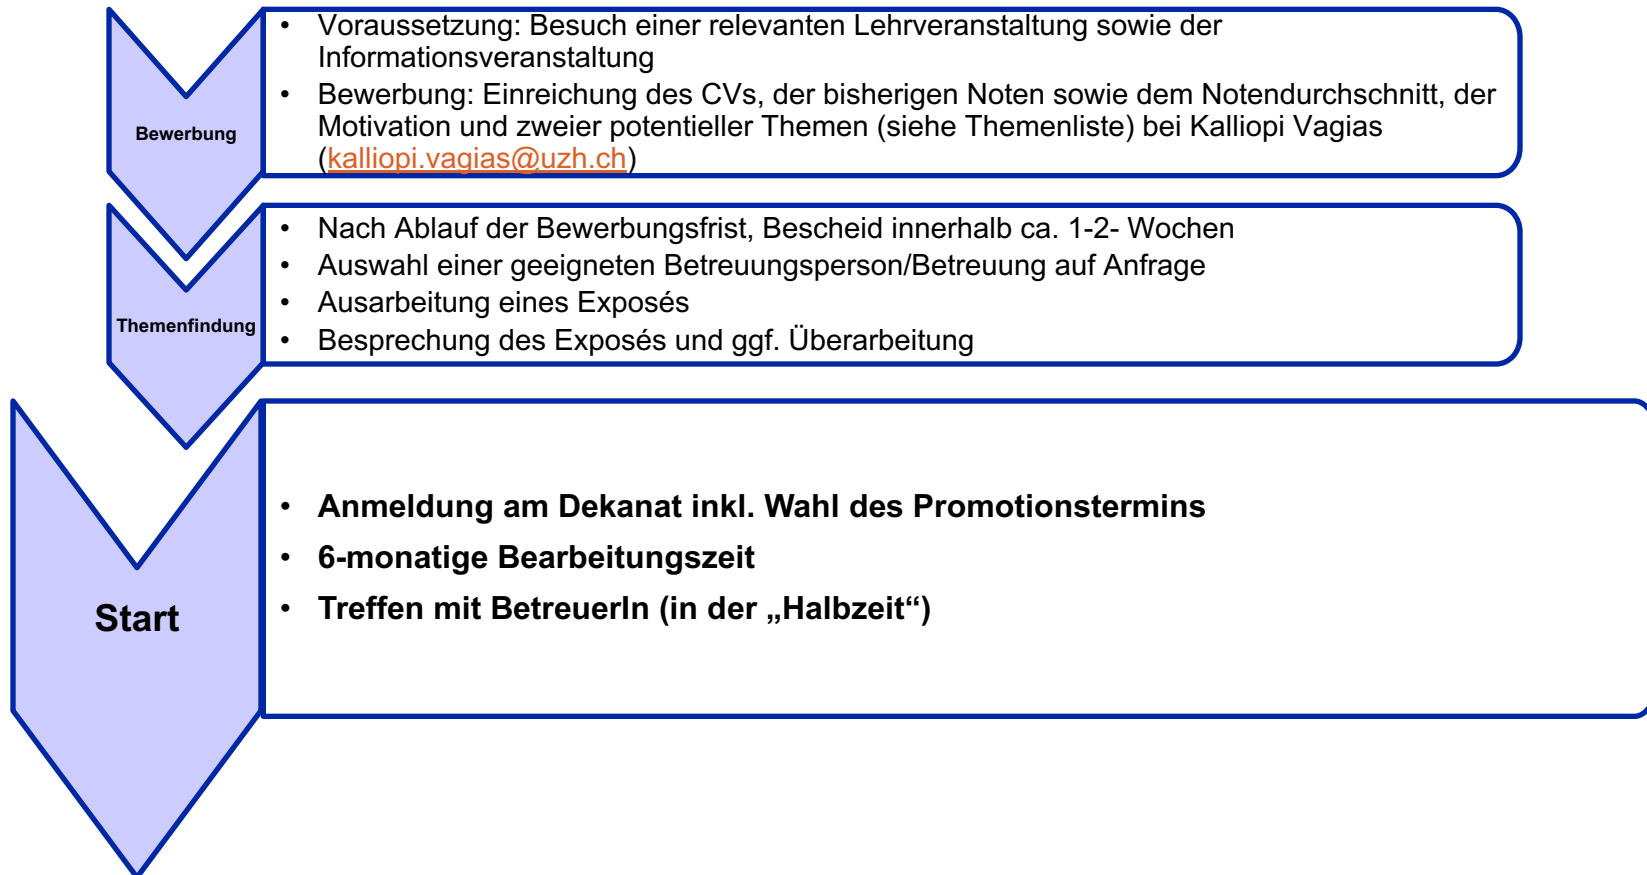 Bewerbung
• Voraussetzung: Besuch einer relevanten Lehrveranstaltung sowie der
Informationsveranstaltung
• Bewerbung: Einreichung des CVs, der bisherigen Noten sowie dem Notendurchschnitt, der
Motivation und zweier potentieller Themen (siehe Themenliste) bei Kalliopi Vagias
(kalliopi.vagias@uzh.ch)
Themenfindung
• Nach Ablauf der Bewerbungsfrist, Bescheid innerhalb ca. 1-2- Wochen
• Auswahl einer geeigneten Betreuungsperson/Betreuung auf Anfrage
• Ausarbeitung eines Exposés
• Besprechung des Exposés und ggf. Überarbeitung
Start
• Anmeldung am Dekanat inkl. Wahl des Promotionstermins
• 6-monatige Bearbeitungszeit
• Treffen mit BetreuerIn (in der „Halbzeit“)